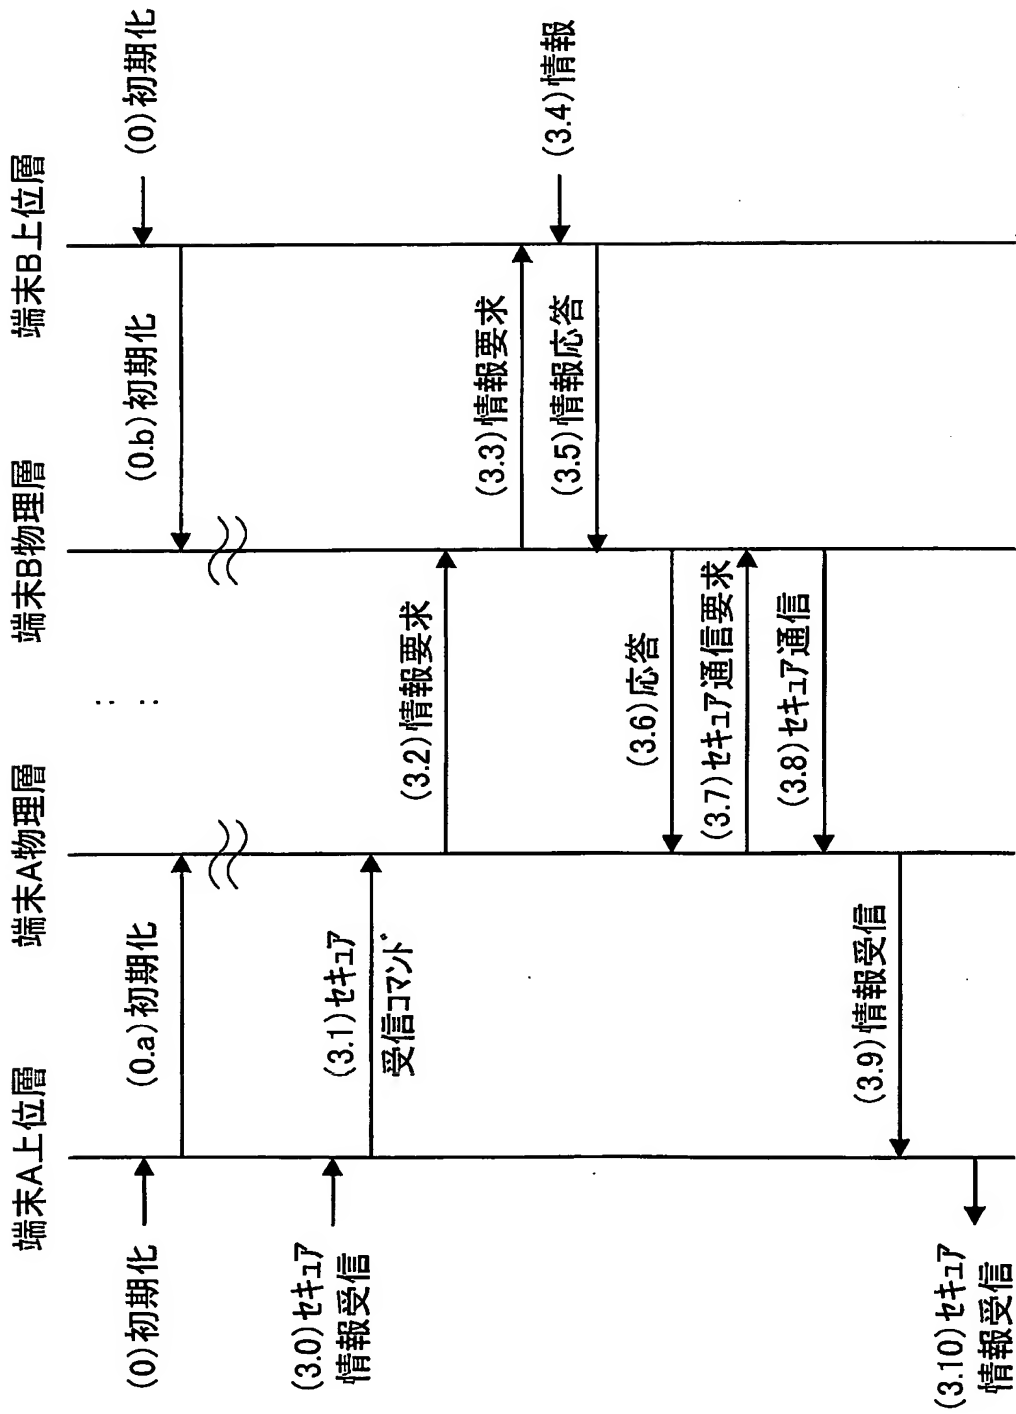 端末A上位層
端末A物理層
端末B物理層
端末B上位層
(0)初期化
(0)初期化
(0.a)初期化
(0.b)初期化
(3.0)セキュア
情報受信
(3.1)セキュア
受信コマンド
(3.2)情報要求
(3.3)情報要求
(3.4)情報
(3.5)情報応答
(3.6)応答
(3.7)セキュア通信要求
(3.8)セキュア通信
(3.9)情報受信
(3.10)セキュア
情報受信